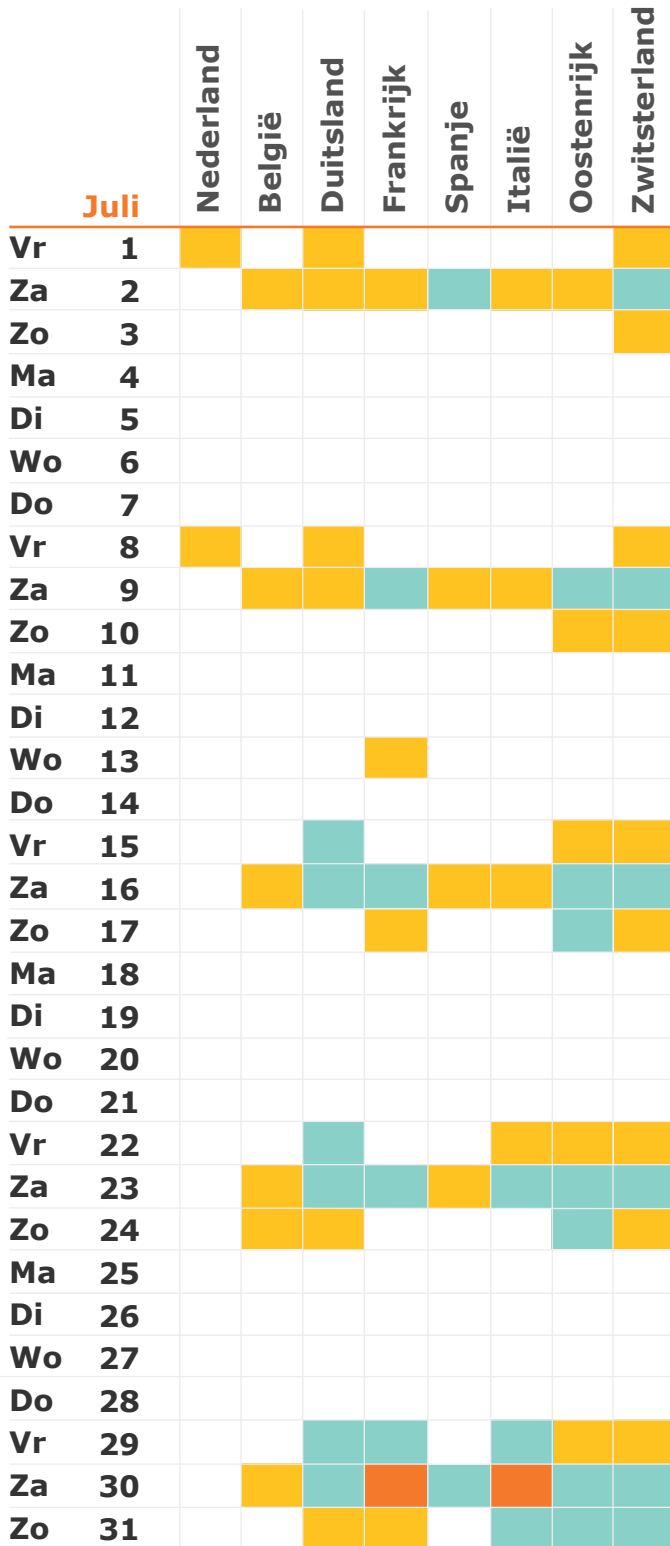 Juli Nederland België Duitsland Frankrijk Spanje Italië Oostenrijk Zwitsterland
Vr 1
Za 2
Zo 3
Ma 4
Di 5
Wo 6
Do 7
Vr 8
Za 9
Zo 10
Ma 11
Di 12
Wo 13
Do 14
Vr 15
Za 16
Zo 17
Ma 18
Di 19
Wo 20
Do 21
Vr 22
Za 23
Zo 24
Ma 25
Di 26
Wo 27
Do 28
Vr 29
Za 30
Zo 31